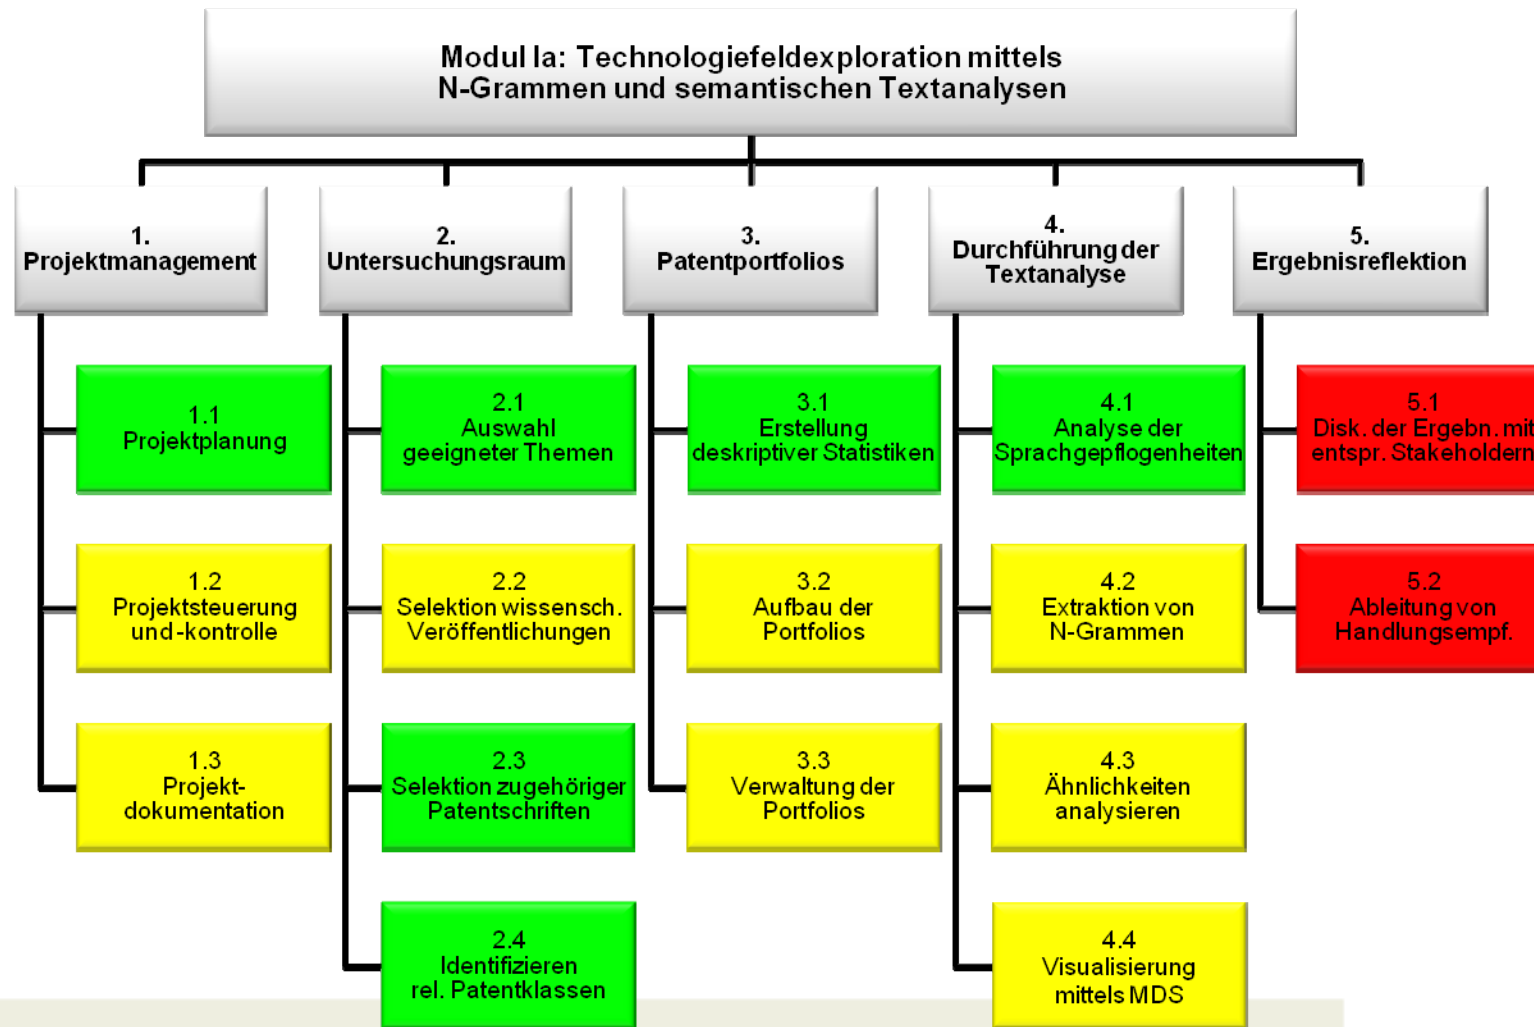 Modul Ia: Technologiefeldexploration mittels
N-Grammen und semantischen Textanalysen
1.
Projektmanagement
2.
Untersuchungsraum
3.
Patentportfolios
4.
Durchführung der
Textanalyse
5.
Ergebnisreflektion
1.1
Projektplanung
2.1
Auswahl
geeigneter Themen
3.1
Erstellung
deskriptiver Statistiken
4.1
Analyse der
Sprachgepflogenheiten
5.1
Disk. der Ergebn. mit
entspr. Stakeholdern
1.2
Projektsteuerung
und -kontrolle
2.2
Selektion wissensch.
Veröffentlichungen
3.2
Aufbau der
Portfolios
4.2
Extraktion von
N-Grammen
5.2
Ableitung von
Handlungsempf.
1.3
Projekt-
dokumentation
2.3
Selektion zugehöriger
Patentschriften
3.3
Verwaltung der
Portfolios
4.3
Ähnlichkeiten
analysieren
2.4
Identifizieren
rel. Patentklassen
4.4
Visualisierung
mittels MDS